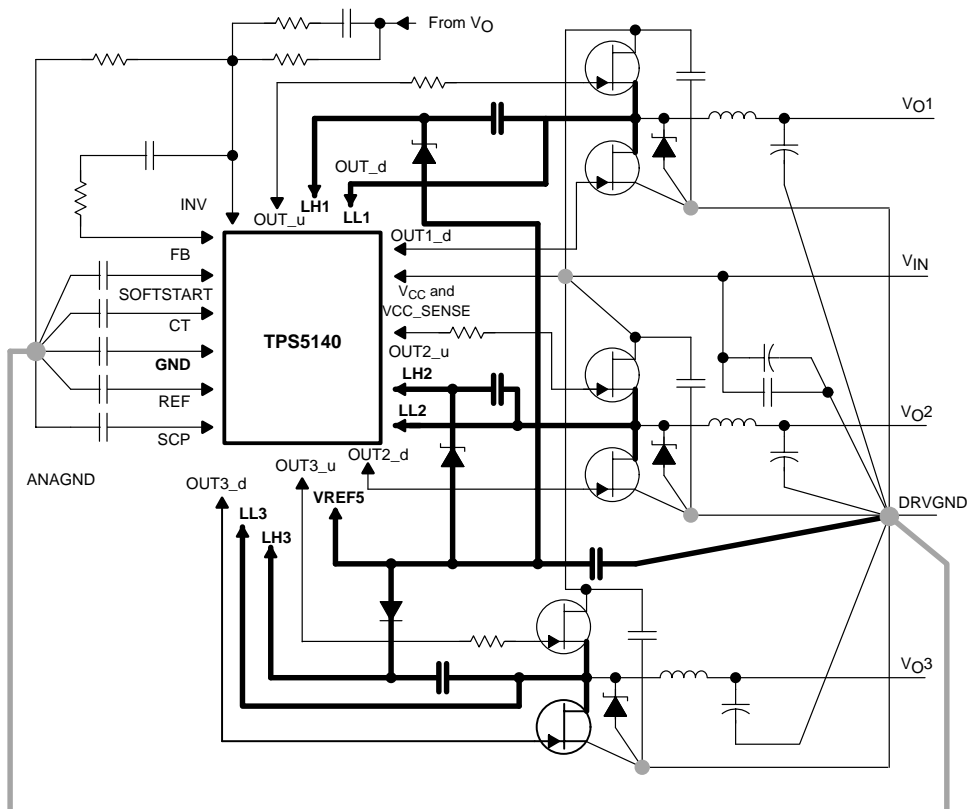 From VO
VO1
OUT_d
LH1
LL1
INV
OUT_u
OUT1_d
FB
VIN
SOFTSTART
VCC and
VCC_SENSE
CT
TPS5140
OUT2_u
GND
LH2
REF
LL2
VO2
SCP
OUT2_d
ANAGND
OUT3_u
OUT3_d
VREF5
DRVGND
LL3
LH3
VO3